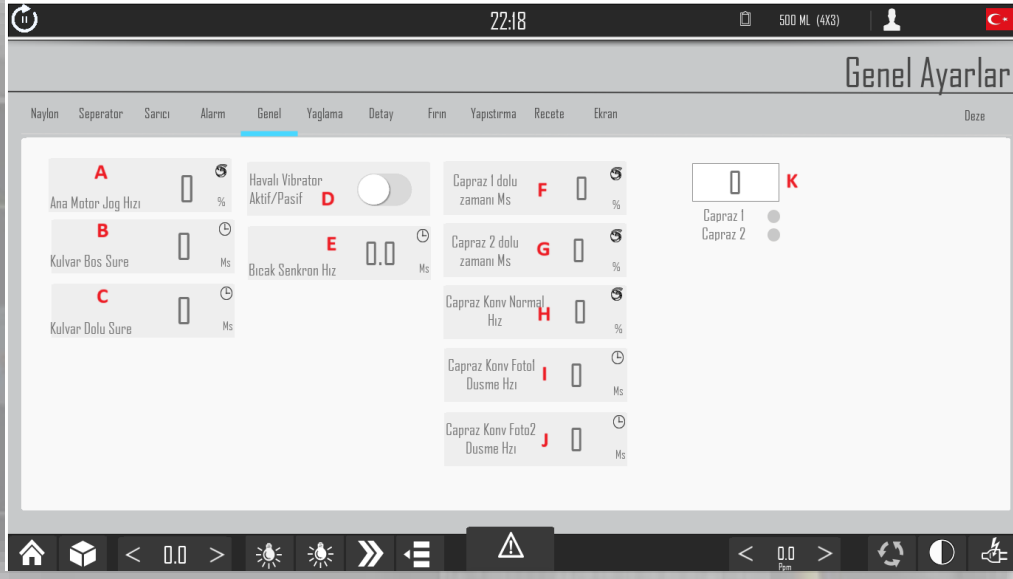 22:18
500 ML (4X3)
Genel Ayarlar
Naylon Seperator Sarıcı Alarm Genel Yaglama Detay Fırın Yapıstırma Recete Ekran Deze
A
Ana Motor Jog Hızı
0
%
B
Kulvar Bos Sure
0
Ms
C
Kulvar Dolu Sure
0
Ms
Havalı Vibrator
Aktif/Pasif
D
E
Bıcak Senkron Hız
0.0
Ms
Capraz 1 dolu
zamanı Ms
F
0
%
Capraz 2 dolu
zamanı Ms
G
0
%
Capraz Konv Normal
Hız
H
0
%
Capraz Konv Foto1
Dusme Hzı
I
0
Ms
Capraz Konv Foto2
Dusme Hzı
J
0
Ms
0
K
Capraz 1
Capraz 2
< 0.0 >
< 0.0 >
Ppm